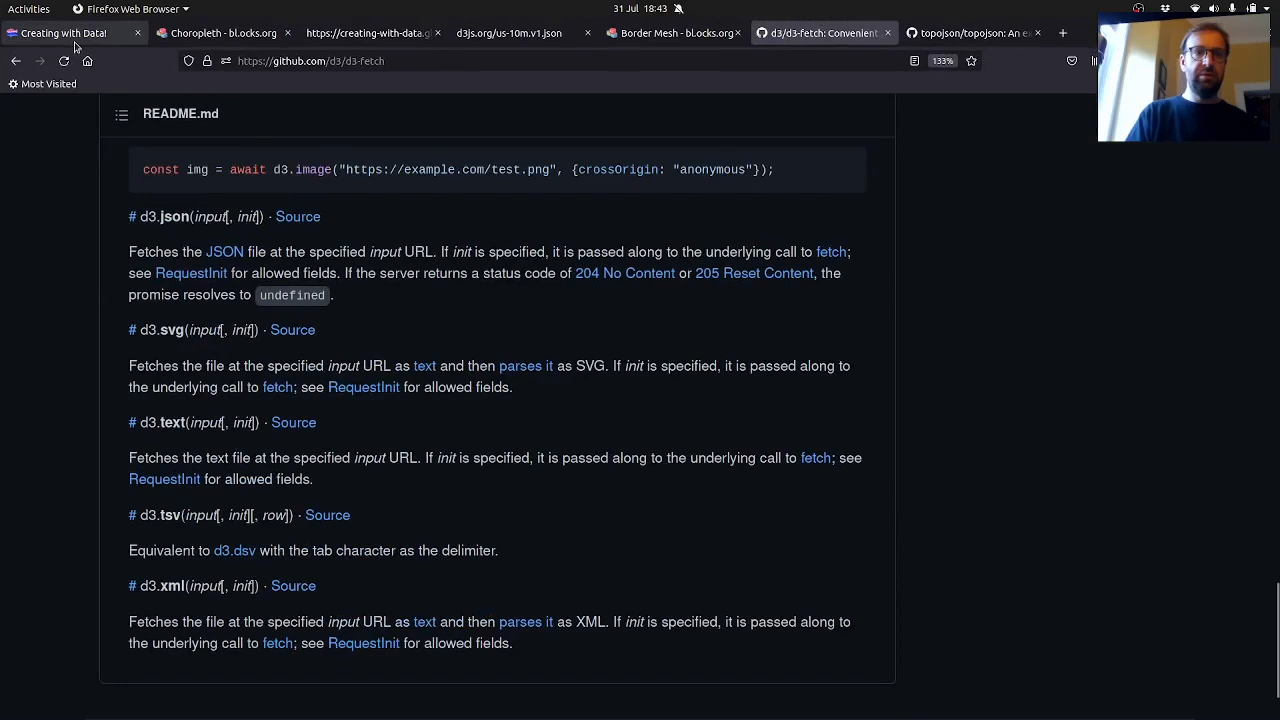 Activities
Firefox Web Browser
31 Jul 18:43
Creating with Data!
Choropleth - bl.ocks.org
https://creating-with-data.gl
d3js.org/us-10m.v1.json
Border Mesh - bl.ocks.org
d3/d3-fetch: Convenient
topojson/topojson: An ex
https://github.com/d3/d3-fetch
133%
Most Visited
README.md
const img = await d3.image("https://example.com/test.png", {crossOrigin: "anonymous"});
# d3.json(input[, init]) · Source
Fetches the JSON file at the specified input URL. If init is specified, it is passed along to the underlying call to fetch;
see RequestInit for allowed fields. If the server returns a status code of 204 No Content or 205 Reset Content, the
promise resolves to undefined.
# d3.svg(input[, init]) · Source
Fetches the file at the specified input URL as text and then parses it as SVG. If init is specified, it is passed along to
the underlying call to fetch; see RequestInit for allowed fields.
# d3.text(input[, init]) · Source
Fetches the text file at the specified input URL. If init is specified, it is passed along to the underlying call to fetch; see
RequestInit for allowed fields.
# d3.tsv(input[, init][, row]) · Source
Equivalent to d3.dsv with the tab character as the delimiter.
# d3.xml(input[, init]) · Source
Fetches the file at the specified input URL as text and then parses it as XML. If init is specified, it is passed along to
the underlying call to fetch; see RequestInit for allowed fields.